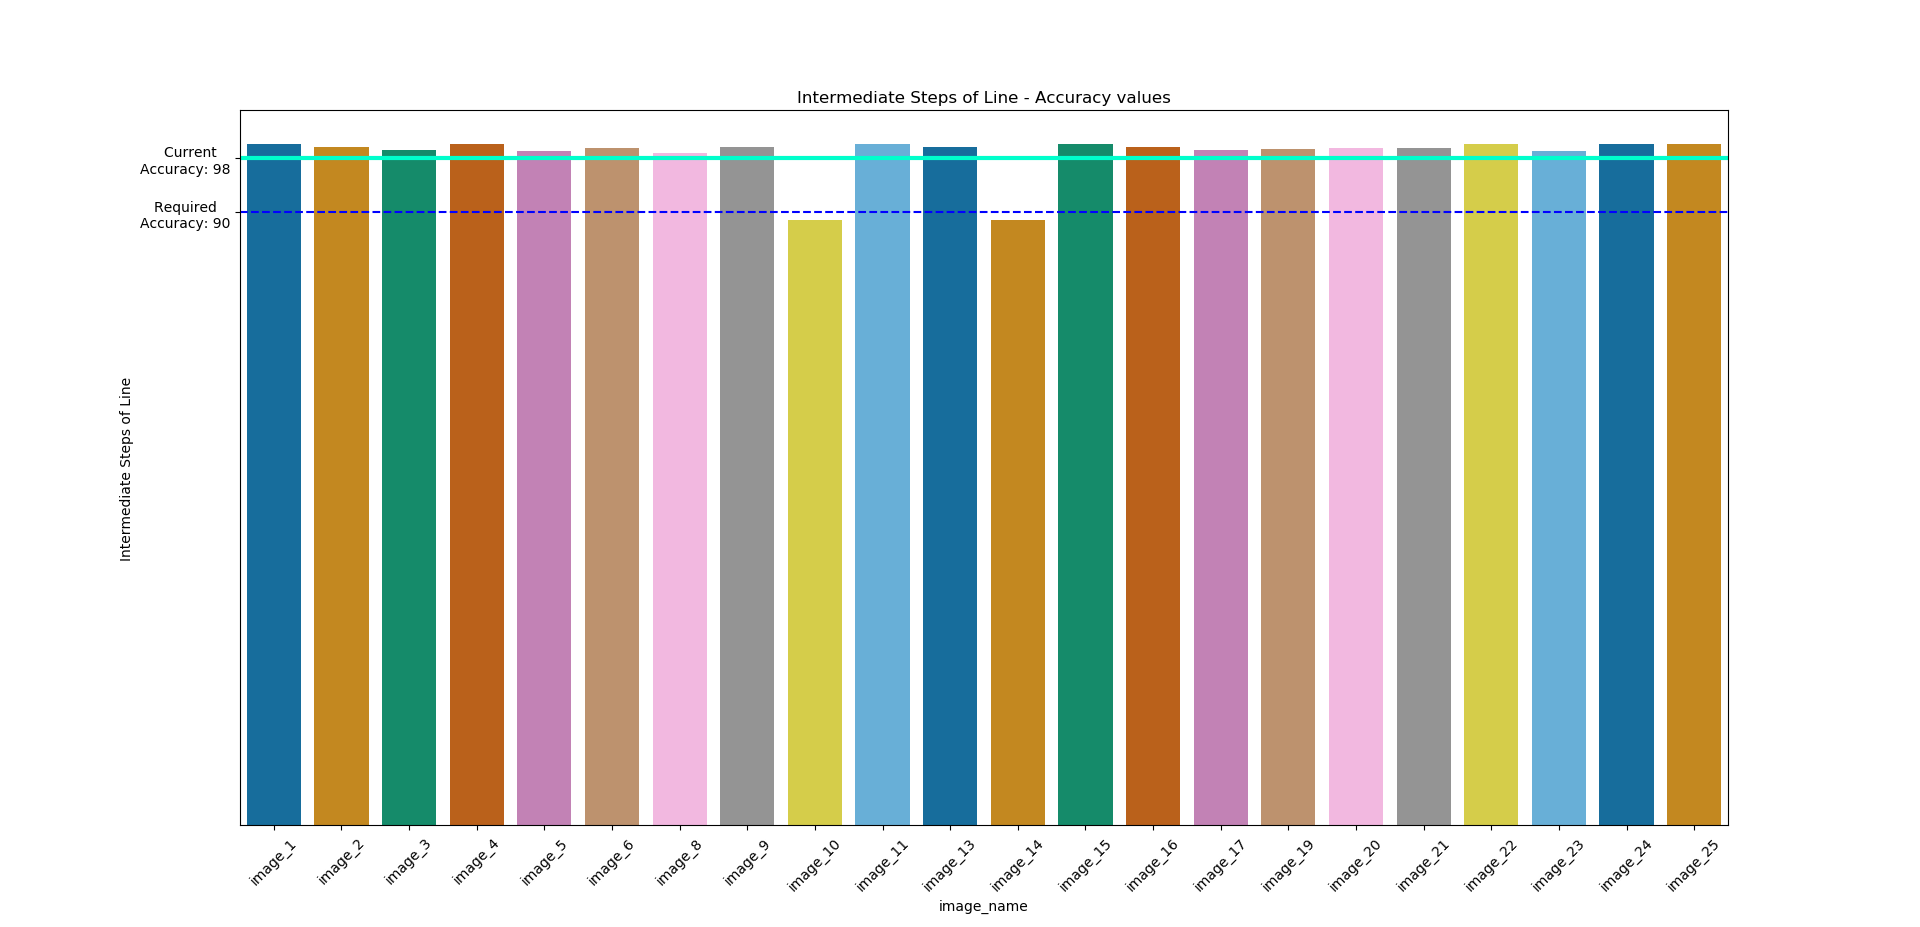 Intermediate Steps of Line - Accuracy values
Current
Accuracy: 98
Required
Accuracy: 90
Intermediate Steps of Line
image_1
image_2
image_3
image_4
image_5
image_6
image_8
image_9
image_10
image_11
image_13
image_14
image_15
image_16
image_17
image_19
image_20
image_21
image_22
image_23
image_24
image_25
image_name